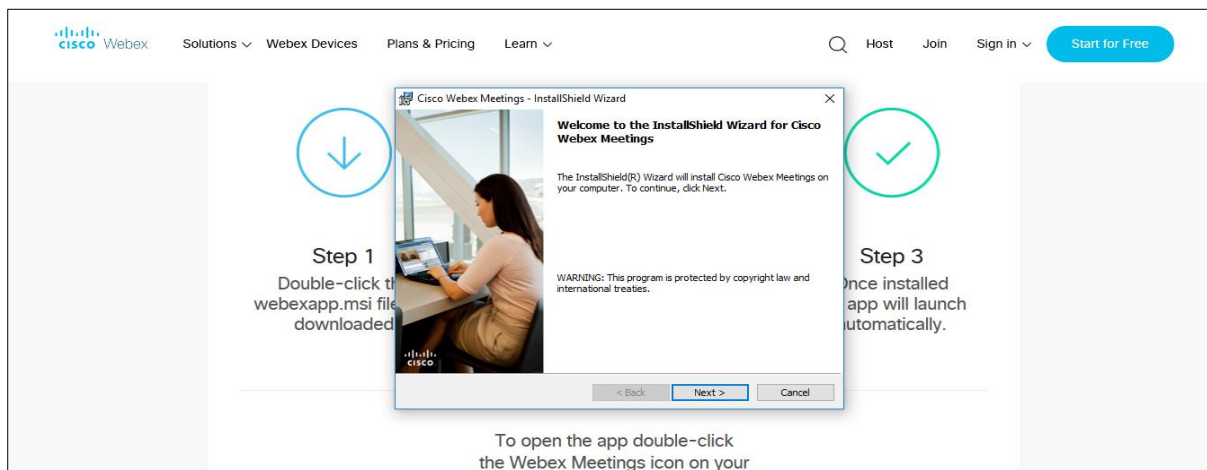 CISCO Webex Solutions Webex Devices Plans & Pricing Learn Host Join Sign in Start for Free
Cisco Webex Meetings - InstallShield Wizard
Welcome to the InstallShield Wizard for Cisco
Webex Meetings
The InstallShield(R) Wizard will install Cisco Webex Meetings on
your computer. To continue, click Next.
WARNING: This program is protected by copyright law and
international treaties.
CISCO
< Back Next > Cancel
Step 1
Double-click
webexapp.msi file
downloaded
Step 3
installed
app will launch
automatically.
To open the app double-click
the Webex Meetings icon on your